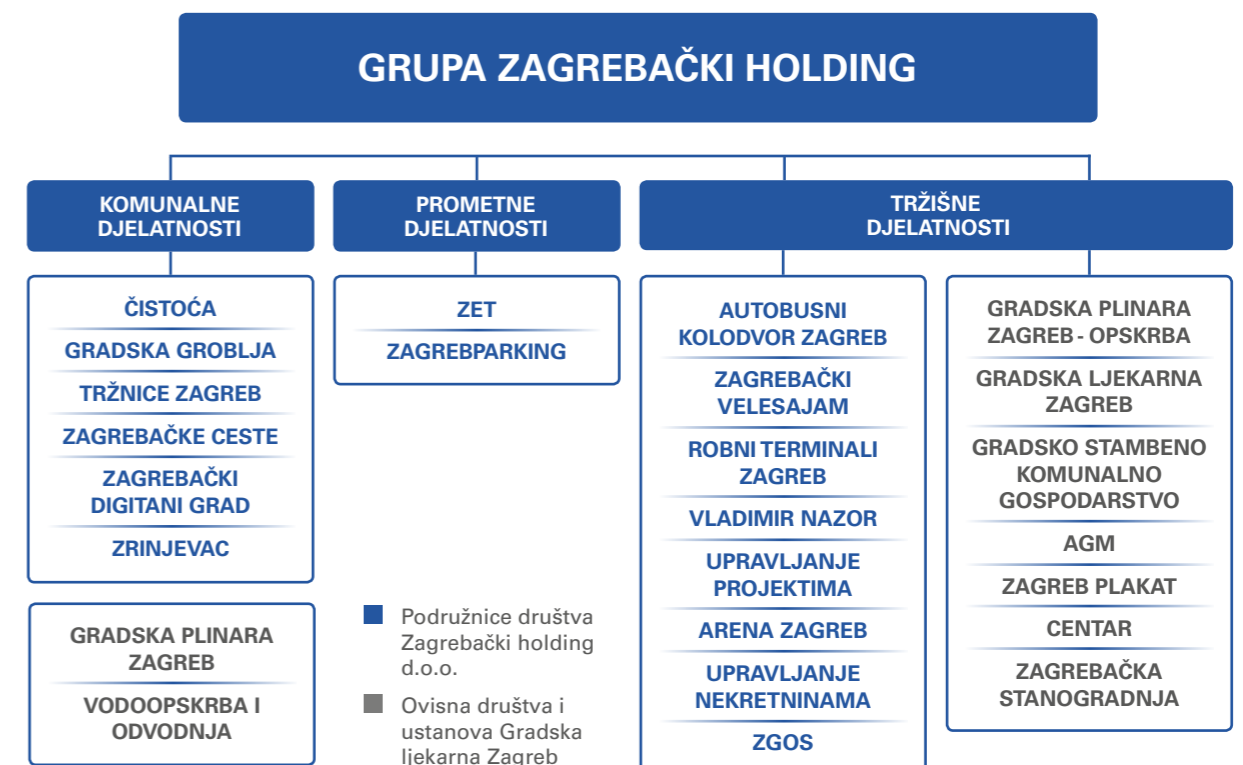 GRUPA ZAGREBAČKI HOLDING
KOMUNALNE
DJELATNOSTI
ČISTOĆA
GRADSKA GROBLJA
TRŽNICE ZAGREB
ZAGREBAČKE CESTE
ZAGREBAČKI
DIGITANI GRAD
ZRINJEVAC
GRADSKA PLINARA
ZAGREB
VODOOPSKRBA I
ODVODNJA
PROMETNE
DJELATNOSTI
ZET
ZAGREBPARKING
Podružnice društva
Zagrebački holding
d.o.o.
Ovisna društva i
ustanova Gradska
ljekarna Zagreb
TRŽIŠNE
DJELATNOSTI
AUTOBUSNI
KOLODVOR ZAGREB
ZAGREBAČKI
VELESAJAM
ROBNI TERMINALI
ZAGREB
VLADIMIR NAZOR
UPRAVLJANJE
PROJEKTIMA
ARENA ZAGREB
UPRAVLJANJE
NEKRETNINAMA
ZGOS
GRADSKA PLINARA
ZAGREB - OPSKRBA
GRADSKA LJEKARNA
ZAGREB
GRADSKO STAMBENO
KOMUNALNO
GOSPODARSTVO
AGM
ZAGREB PLAKAT
CENTAR
ZAGREBAČKA
STANOGRADNJA